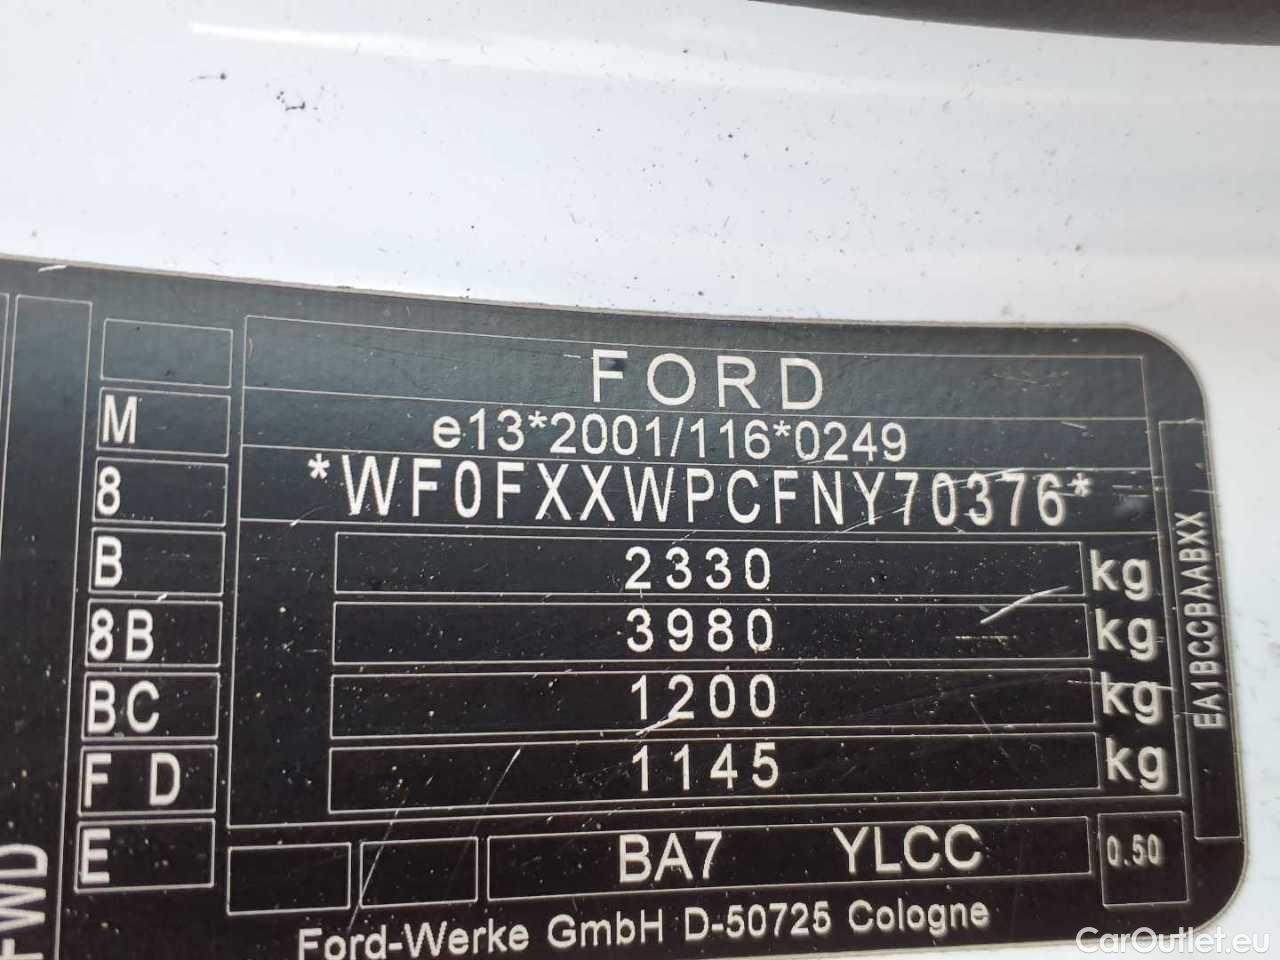 FORD
e13*2001/116*0249
*WF0FXXWPCFNY70376*
M
8
B
8B
BC
F D
E
2330 kg
3980 kg
1200 kg
1145 kg
BA7 YLCC 0.50
Ford-Werke GmbH D-50725 Cologne
EA1BCCBAABXX
FWD
CarOutlet.eu